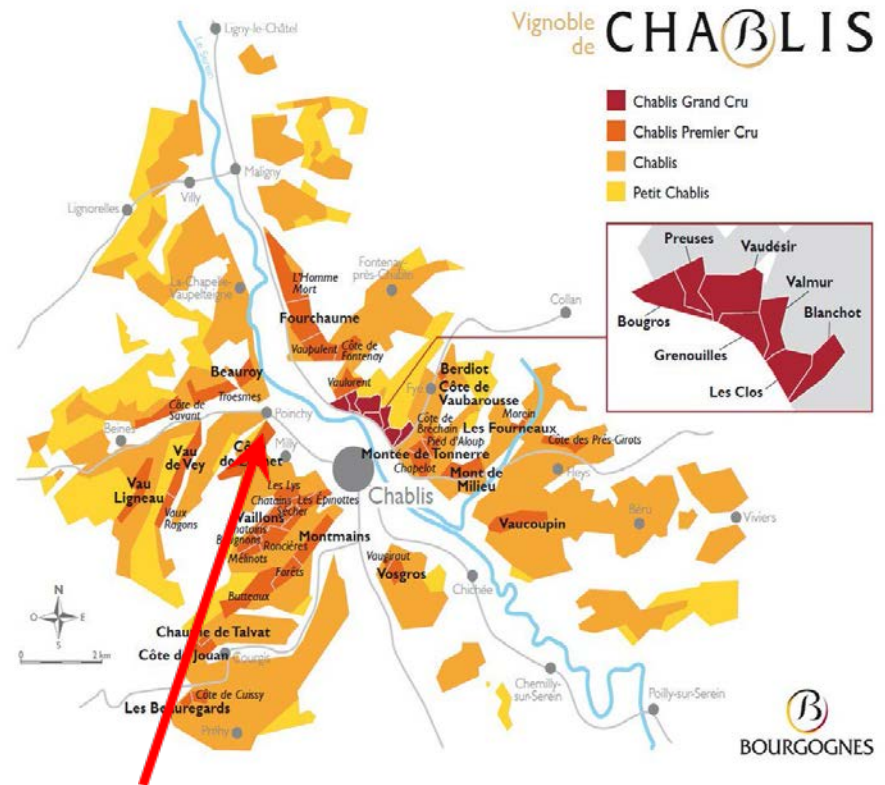 Vignoble
de CHABLIS
Chablis Grand Cru
Chablis Premier Cru
Chablis
Petit Chablis
Ligny-le-Châtel
Le Serein
Maligny
Villy
Lignorelles
La-Chapelle-
Vaupelteigne
L'Homme
Mort
Fontenay-
près-Chablis
Collan
Fourchaume
Vaupulent
Côte de
Fontenay
Preuses
Vaudésir
Valmur
Blanchot
Bougros
Grenouilles
Les Clos
Beauroy
Troesmes
Vaulorent
Fyé
Berdiot
Côte de
Vaubarousse
Côte de
Savant
Poinchy
Beines
Milly
Côte de
Bréchain
Morein
Les Fourneaux
Pied d'Aloup
Côte des Prés Girots
Montée de Tonnerre
Chapelot
Mont de
Milieu
Fleys
Vau
de Vey
Vau
Ligneau
Vaux
Ragons
Chablis
Les Lys
Chatains
Sécher
Les Épinottes
Vaillons
Beugnons
Roncières
Mélinots
Montmains
Forêts
Butteaux
Vaucoupin
Béru
Viviers
Vaugiraut
Vosgros
Chichée
N
O
E
S
0
2 km
Chaume de Talvat
Côte de Jouan
Courgis
Côte de Cuissy
Les Beauregards
Préhy
Chemilly-
sur-Serein
Poilly-sur-Serein
B
BOURGOGNES